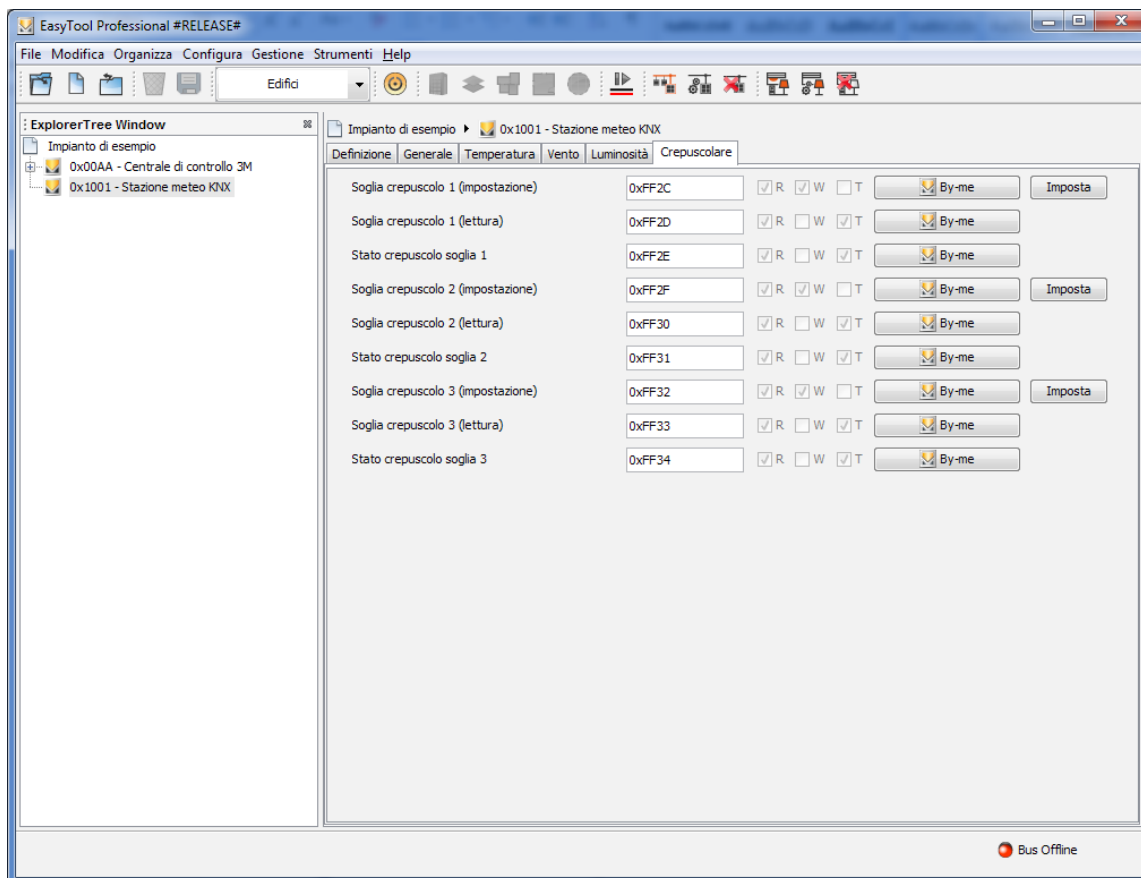 EasyTool Professional #RELEASE#
File Modifica Organizza Configura Gestione Strumenti Help
Edifici
ExplorerTree Window
Impianto di esempio
0x00AA - Centrale di controllo 3M
0x1001 - Stazione meteo KNX
Impianto di esempio 0x1001 - Stazione meteo KNX
Definizione Generale Temperatura Vento Luminosità Crepuscolare
Soglia crepuscolo 1 (impostazione) 0xFF2C R W T By-me Imposta
Soglia crepuscolo 1 (lettura) 0xFF2D R W T By-me
Stato crepuscolo soglia 1 0xFF2E R W T By-me
Soglia crepuscolo 2 (impostazione) 0xFF2F R W T By-me Imposta
Soglia crepuscolo 2 (lettura) 0xFF30 R W T By-me
Stato crepuscolo soglia 2 0xFF31 R W T By-me
Soglia crepuscolo 3 (impostazione) 0xFF32 R W T By-me Imposta
Soglia crepuscolo 3 (lettura) 0xFF33 R W T By-me
Stato crepuscolo soglia 3 0xFF34 R W T By-me
Bus Offline